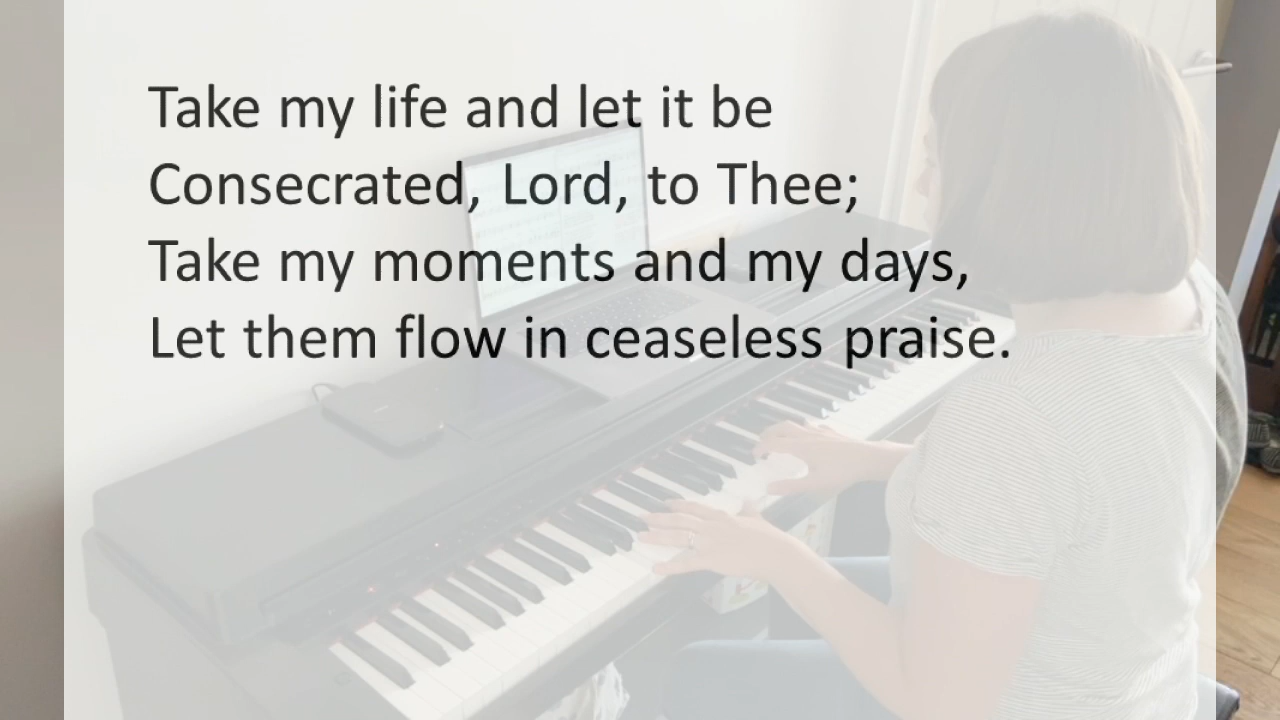 Take my life and let it be
Consecrated, Lord, to Thee;
Take my moments and my days,
Let them flow in ceaseless praise.